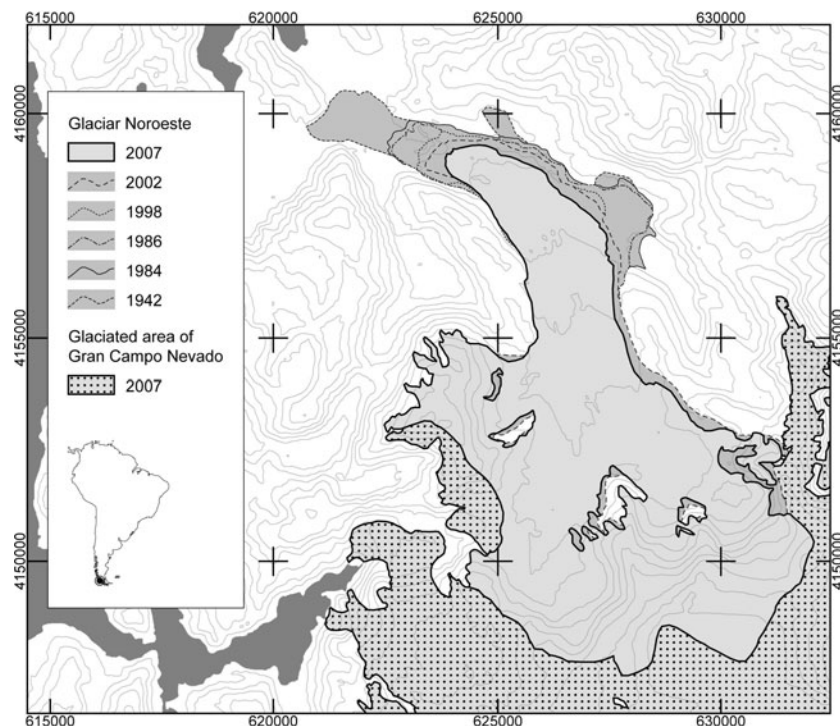 615000 620000 625000 630000
4160000 4160000
Glaciar Noroeste
2007
2002
1998
1986
1984
1942
Glaciated area of
Gran Campo Nevado
2007
4155000 4155000
4150000 4150000
615000 620000 625000 630000